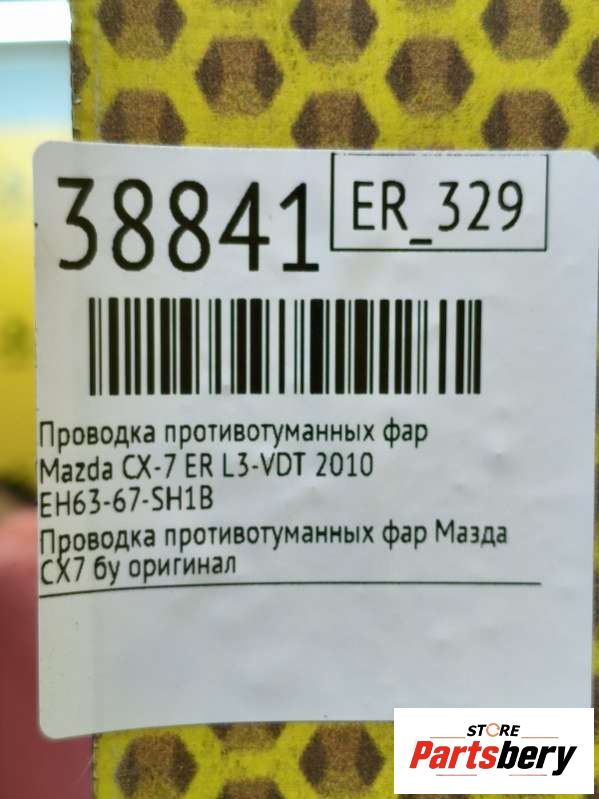 38841
ER_329
Проводка противотуманных фар
Mazda CX-7 ER L3-VDT 2010
EH63-67-SH1B
Проводка противотуманных фар Мазда
СХ7 бу оригинал
STORE
Partsbery